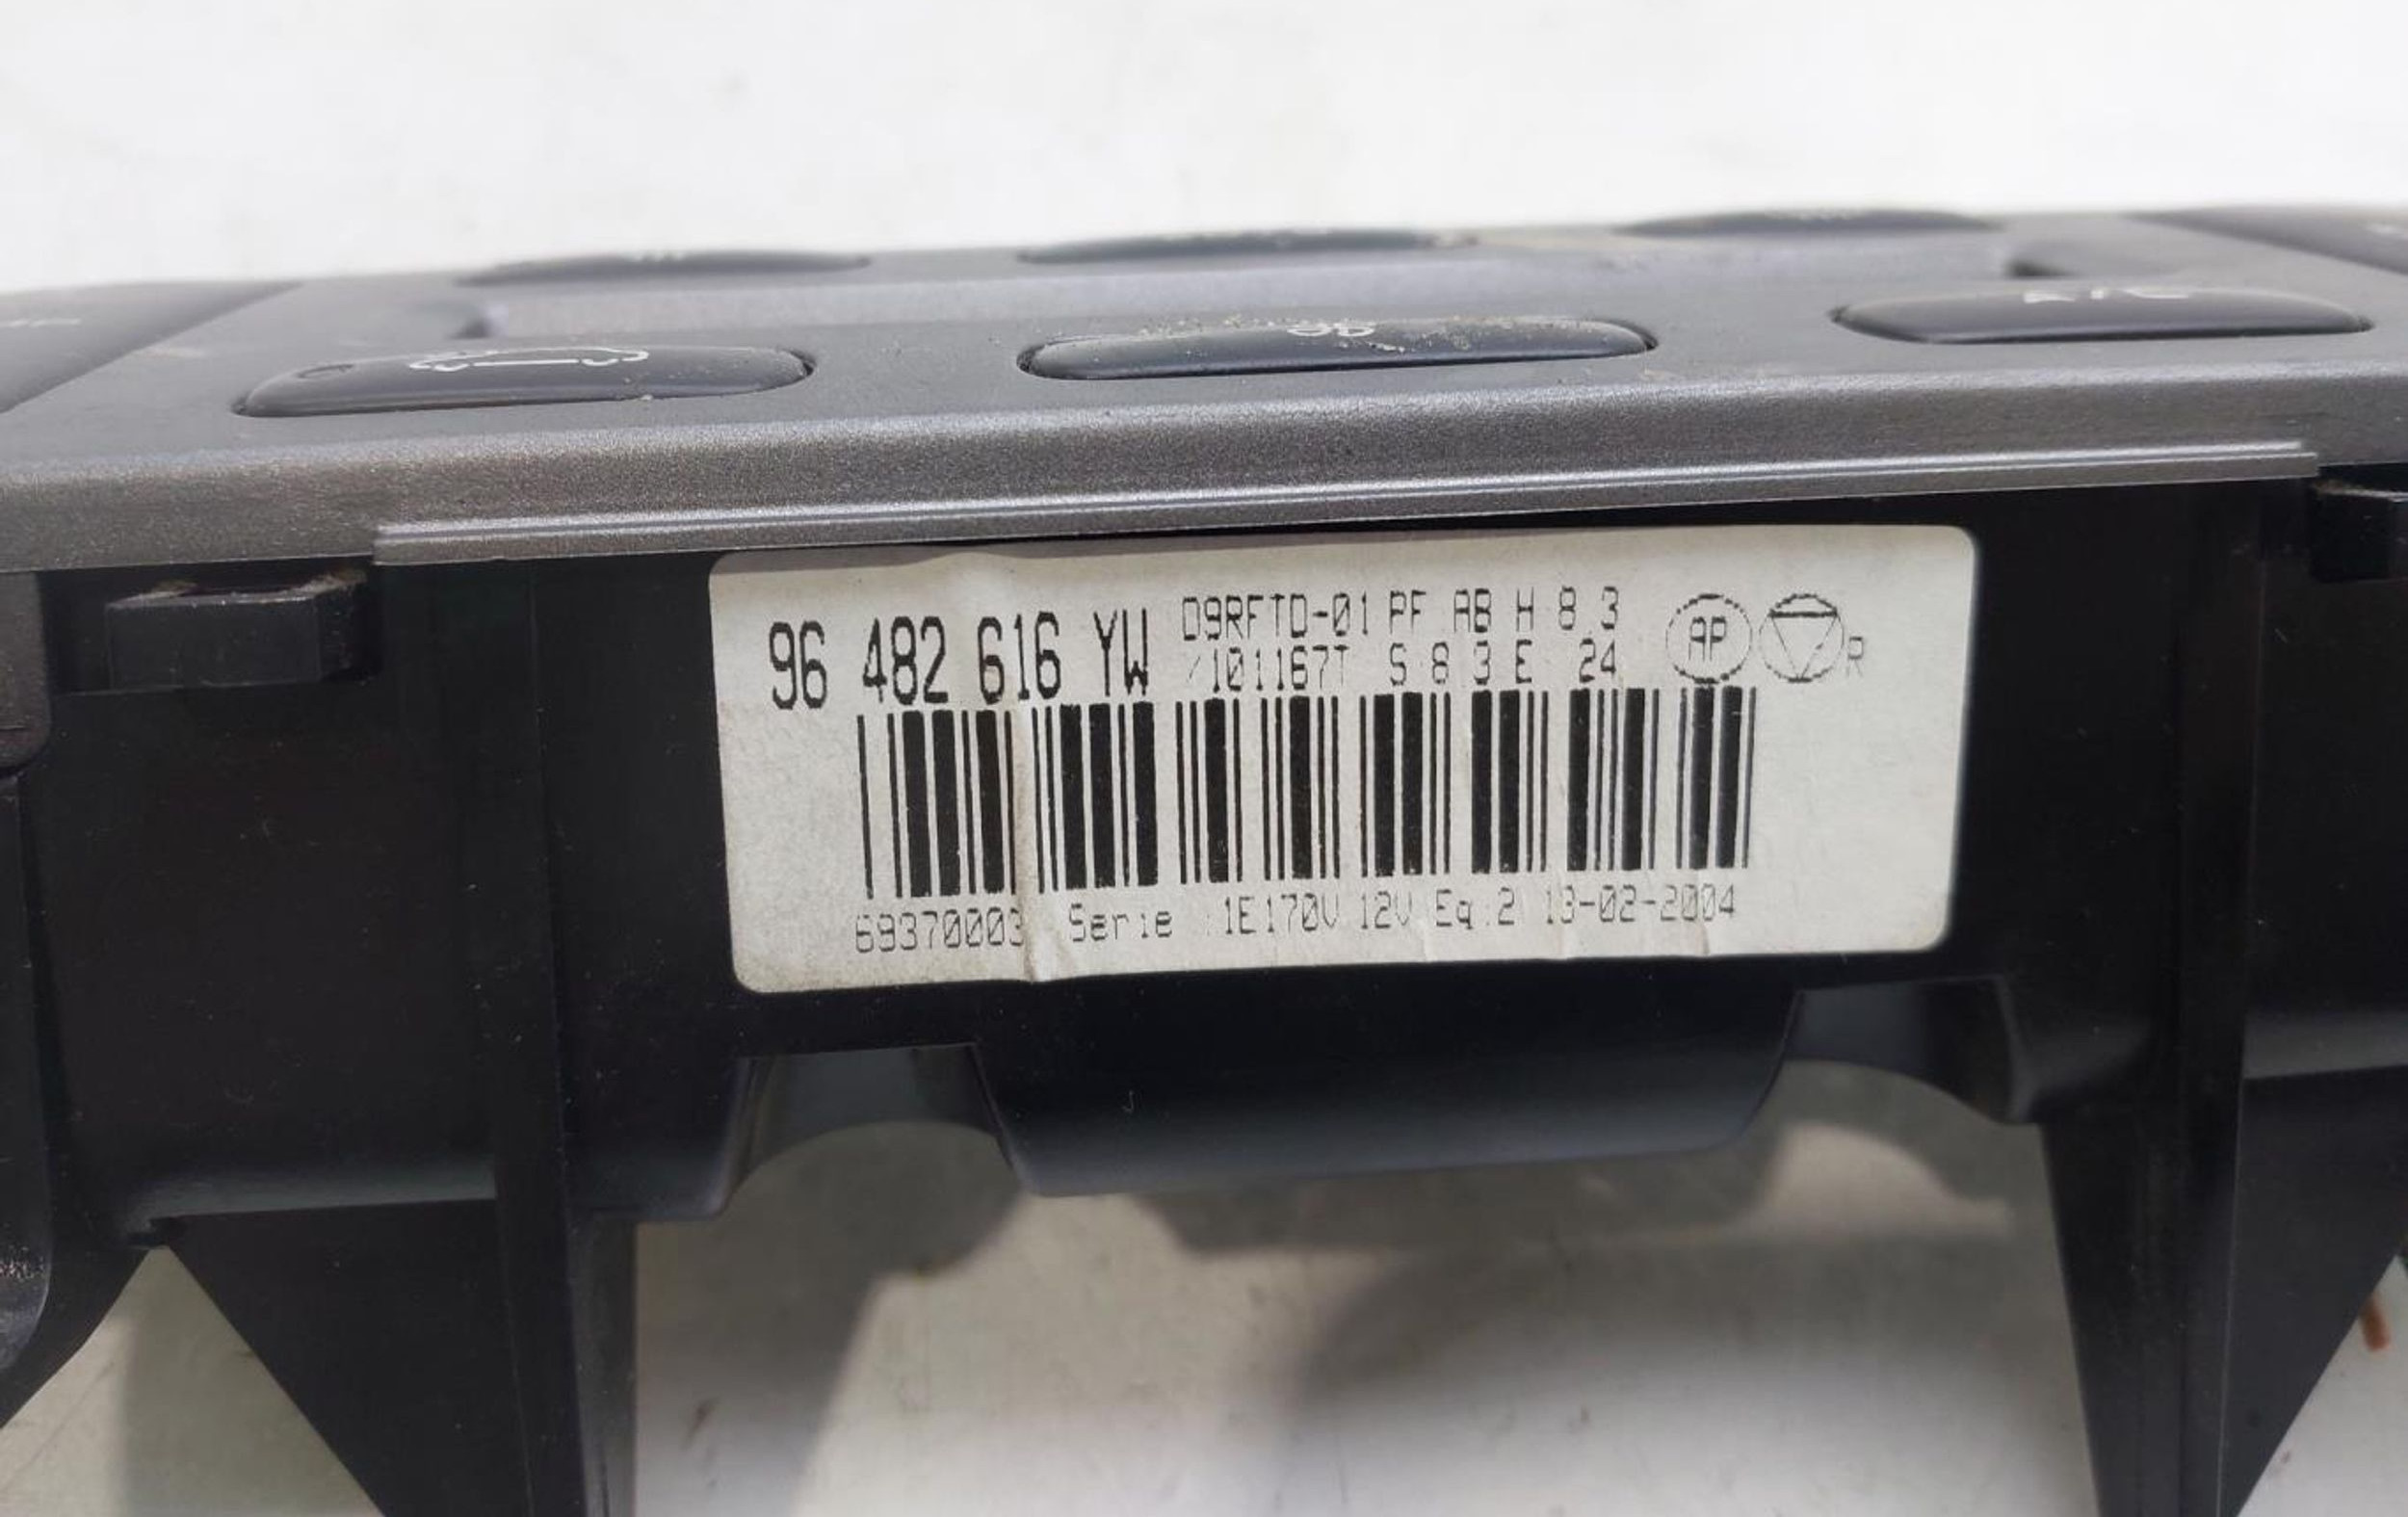 96 482 616 YW D9RFTD-01 PF AB H 8 3
/101167T S 8 3 E 24
AP
R
69370003 Serie :1E170V 12V Eq:2 13-02-2004